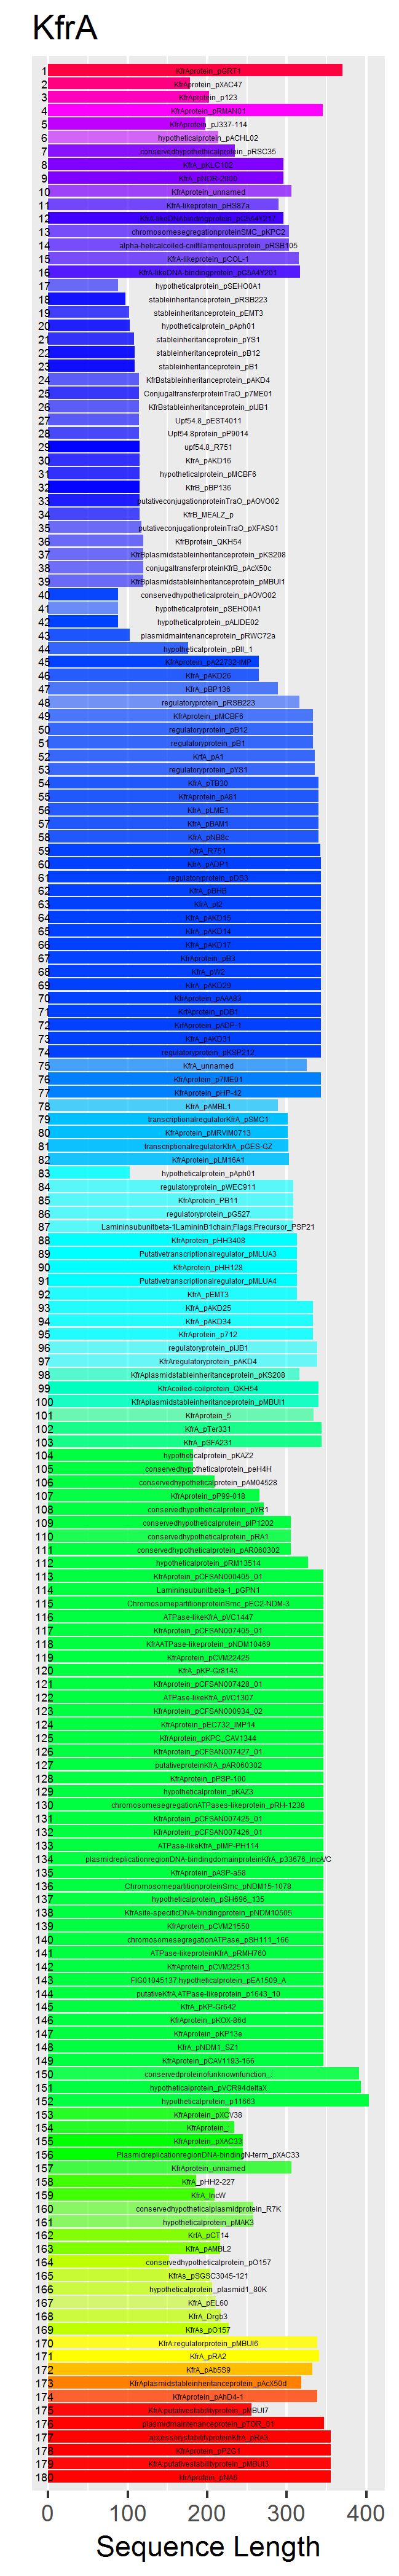 KfrA
1 KfrAprotein_pCRT1
2 KfrAprotein_pXAC47
3 KfrAprotein_p123
4 KfrAprotein_pRMAN01
5 KfrAprotein_pJ337-114
6 hypotheticalprotein_pACHL02
7 conservedhypothethicalprotein_pRSC35
8 KfrA_pKLC102
9 KfrA_pNOR-2000
10 KfrAprotein_unnamed
11 KfrA-likeprotein_pHS87a
12 KfrA-likeDNAbindingprotein_pG5A4Y217
13 chromosomesegregationproteinSMC_pKPC2
14 alpha-helicalcoiled-coilfilamentousprotein_pRSB105
15 KfrA-likeprotein_pCOL-1
16 KfrA-likeDNA-bindingprotein_pG5A4Y201
17 hypotheticalprotein_pSEHO0A1
18 stableinheritanceprotein_pRSB223
19 stableinheritanceprotein_pEMT3
20 hypotheticalprotein_pAph01
21 stableinheritanceprotein_pYS1
22 stableinheritanceprotein_pB12
23 stableinheritanceprotein_pB1
24 KfrBstableinheritanceprotein_pAKD4
25 ConjugaltransferproteinTraO_p7ME01
26 KfrBstableinheritanceprotein_pIJB1
27 Upf54.8_pEST4011
28 Upf54.8protein_pP9014
29 upf54.8_R751
30 KfrA_pAKD16
31 hypotheticalprotein_pMCBF6
32 KfrB_pBP136
33 putativeconjugationproteinTraO_pAOVO02
34 KfrB_MEALZ_p
35 putativeconjugationproteinTraO_pXFAS01
36 KfrBprotein_QKH54
37 KfrBplasmidstableinheritanceprotein_pKS208
38 conjugaltransferproteinKfrB_pAcX50c
39 KfrBplasmidstableinheritanceprotein_pMBUI1
40 conservedhypotheticalprotein_pAOVO02
41 hypotheticalprotein_pSEHO0A1
42 hypotheticalprotein_pALIDE02
43 plasmidmaintenanceprotein_pRWC72a
44 hypotheticalprotein_pBII_1
45 KfrAprotein_pA22732-IMP
46 KfrA_pAKD26
47 KfrA_pBP136
48 regulatoryprotein_pRSB223
49 KfrAprotein_pMCBF6
50 regulatoryprotein_pB12
51 regulatoryprotein_pB1
52 KrfA_pA1
53 regulatoryprotein_pYS1
54 KfrA_pTB30
55 KfrAprotein_pA81
56 KfrA_pLME1
57 KfrA_pBAM1
58 KfrA_pNB8c
59 KfrA_R751
60 KfrA_pADP1
61 regulatoryprotein_pDS3
62 KfrA_pBHB
63 KfrA_pI2
64 KfrA_pAKD15
65 KfrA_pAKD14
66 KfrA_pAKD17
67 KfrAprotein_pB3
68 KfrA_pW2
69 KfrA_pAKD29
70 KfrAprotein_pAAA83
71 KrfAprotein_pDB1
72 KrfAprotein_pADP-1
73 KfrA_pAKD31
74 regulatoryprotein_pKSP212
75 KfrA_unnamed
76 KfrAprotein_p7ME01
77 KfrAprotein_pHP-42
78 KfrA_pAMBL1
79 transcriptionalregulatorKfrA_pSMC1
80 KfrAprotein_pMRVIM0713
81 transcriptionalregulatorKfrA_pGES-GZ
82 KfrAprotein_pLM16A1
83 hypotheticalprotein_pAph01
84 regulatoryprotein_pWEC911
85 KfrAprotein_PB11
86 regulatoryprotein_pG527
87 Lamininsubunitbeta-1LamininB1chain;Flags:Precursor_PSP21
88 KfrAprotein_pHH3408
89 Putativetranscriptionalregulator_pMLUA3
90 KfrAprotein_pHH128
91 Putativetranscriptionalregulator_pMLUA4
92 KfrA_pEMT3
93 KfrA_pAKD25
94 KfrA_pAKD34
95 KfrAprotein_p712
96 regulatoryprotein_pIJB1
97 KfrAregulatoryprotein_pAKD4
98 KfrAplasmidstableinheritanceprotein_pKS208
99 KfrAcoiled-coilprotein_QKH54
100 KfrAplasmidstableinheritanceprotein_pMBUI1
101 KfrAprotein_5
102 KfrA_pTer331
103 KfrA_pSFA231
104 hypotheticalprotein_pKAZ2
105 conservedhypotheticalprotein_peH4H
106 conservedhypotheticalprotein_pAM04528
107 KfrAprotein_pP99-018
108 conservedhypotheticalprotein_pYR1
109 conservedhypotheticalprotein_pIP1202
110 conservedhypotheticalprotein_pRA1
111 conservedhypotheticalprotein_pAR060302
112 hypotheticalprotein_pRM13514
113 KfrAprotein_pCFSAN000405_01
114 Lamininsubunitbeta-1_pGPN1
115 ChromosomepartitionproteinSmc_pEC2-NDM-3
116 ATPase-likeKfrA_pVC1447
117 KfrAprotein_pCFSAN007405_01
118 KfrAATPase-likeprotein_pNDM10469
119 KfrAprotein_pCVM22425
120 KfrA_pKP-Gr8143
121 KfrAprotein_pCFSAN007428_01
122 ATPase-likeKfrA_pVC1307
123 KfrAprotein_pCFSAN000934_02
124 KfrAprotein_pEC732_IMP14
125 KfrAprotein_pKPC_CAV1344
126 KfrAprotein_pCFSAN007427_01
127 putativeproteinKfrA_pAR060302
128 KfrAprotein_pPSP-100
129 hypotheticalprotein_pKAZ3
130 chromosomesegregationATPases-likeprotein_pRH-1238
131 KfrAprotein_pCFSAN007425_01
132 KfrAprotein_pCFSAN007426_01
133 ATPase-likeKfrA_pIMP-PH114
134 plasmidreplicationregionDNA-bindingdomainproteinKfrA_p33676_IncA/C
135 KfrAprotein_pASP-a58
136 ChromosomepartitionproteinSmc_pNDM15-1078
137 hypotheticalprotein_pSH696_135
138 KfrAsite-specificDNA-bindingprotein_pNDM10505
139 KfrAprotein_pCVM21550
140 chromosomesegregationATPase_pSH111_166
141 ATPase-likeproteinKfrA_pRMH760
142 KfrAprotein_pCVM22513
143 FIG01045137:hypotheticalprotein_pEA1509_A
144 putativeKfrA,ATPase-likeprotein_p1643_10
145 KfrA_pKP-Gr642
146 KfrAprotein_pKOX-86d
147 KfrAprotein_pKP13e
148 KfrA_pNDM1_SZ1
149 KfrAprotein_pCAV1193-166
150 conservedproteinofunknownfunction_:
151 hypotheticalprotein_pVCR94deltaX
152 hypotheticalprotein_p11663
153 KfrAprotein_pXCV38
154 KfrAprotein_:
155 KfrAprotein_pXAC33
156 PlasmidreplicationregionDNA-bindingN-term_pXAC33
157 KfrAprotein_unnamed
158 KfrA_pHH2-227
159 KfrA_IncW
160 conservedhypotheticalplasmidprotein_R7K
161 hypotheticalprotein_pMAK3
162 KrfA_pCT14
163 KfrA_pAMBL2
164 conservedhypotheticalprotein_pO157
165 KfrAs_pSGSC3045-121
166 hypotheticalprotein_plasmid1_80K
167 KfrA_pEL60
168 KfrA_Drgb3
169 KfrAs_pO157
170 KfrA:regulatorprotein_pMBUI6
171 KfrA_pRA2
172 KfrA_pAb5S9
173 KfrAplasmidstableinheritanceprotein_pAcX50d
174 KfrAprotein_pAhD4-1
175 KfrA:putativestabilityprotein_pMBUI7
176 plasmidmaintenanceprotein_pTOR_01
177 accessorystabilityproteinKfrA_pRA3
178 KfrAprotein_pP2G1
179 KfrA:putativestabilityprotein_pMBUI3
180 kfrAprotein_pNA6
0 100 200 300 400
Sequence Length